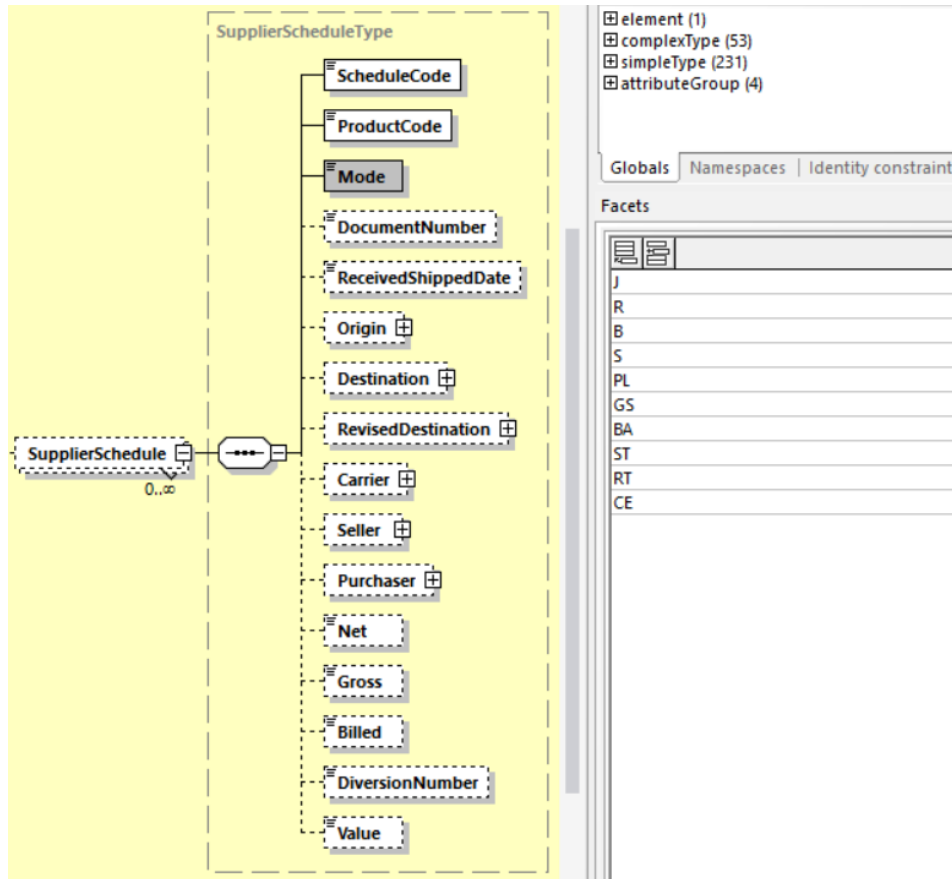 SupplierScheduleType
ScheduleCode
ProductCode
Mode
DocumentNumber
ReceivedShippedDate
Origin
Destination
RevisedDestination
SupplierSchedule
0..∞
Carrier
Seller
Purchaser
Net
Gross
Billed
DiversionNumber
Value
element (1)
complexType (53)
simpleType (231)
attributeGroup (4)
Globals Namespaces | Identity constraint
Facets
J
R
B
S
PL
GS
BA
ST
RT
CE